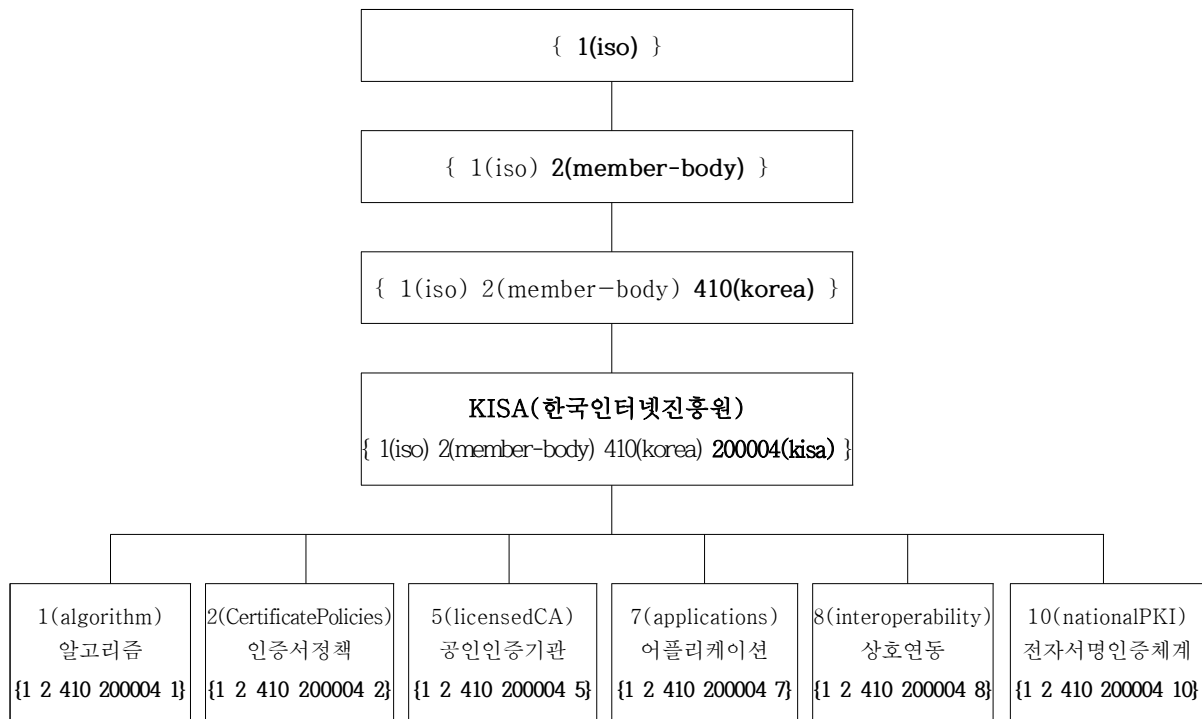 { 1(iso) }
{ 1(iso) 2(member-body) }
{ 1(iso) 2(member-body) 410(korea) }
KISA(한국인터넷진흥원)
{ 1(iso) 2(member-body) 410(korea) 200004(kisa) }
1(algorithm)
알고리즘
{1 2 410 200004 1}
2(CertificatePolicies)
인증서정책
{1 2 410 200004 2}
5(licensedCA)
공인인증기관
{1 2 410 200004 5}
7(applications)
어플리케이션
{1 2 410 200004 7}
8(interoperability)
상호연동
{1 2 410 200004 8}
10(nationalPKI)
전자서명인증체계
{1 2 410 200004 10}